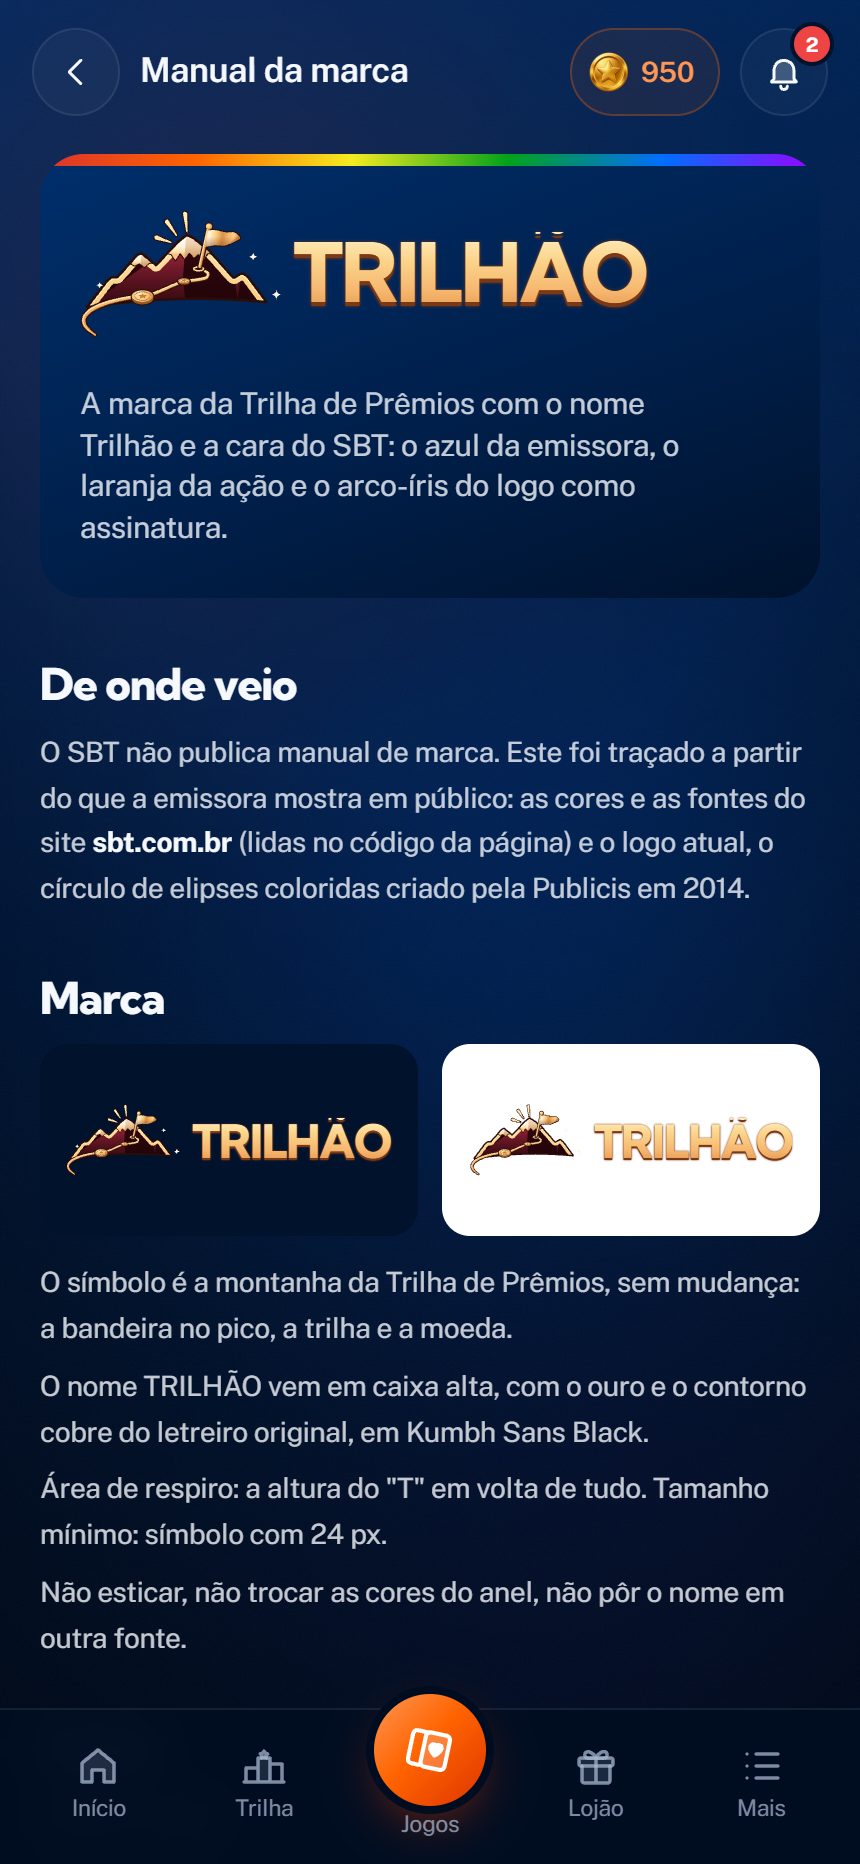 Manual da marca
950
2
TRILHÃO
A marca da Trilha de Prêmios com o nome
Trilhão e a cara do SBT: o azul da emissora, o
laranja da ação e o arco-íris do logo como
assinatura.
De onde veio
O SBT não publica manual de marca. Este foi traçado a partir
do que a emissora mostra em público: as cores e as fontes do
site sbt.com.br (lidas no código da página) e o logo atual, o
círculo de elipses coloridas criado pela Publicis em 2014.
Marca
TRILHÃO
TRILHÃO
O símbolo é a montanha da Trilha de Prêmios, sem mudança:
a bandeira no pico, a trilha e a moeda.
O nome TRILHÃO vem em caixa alta, com o ouro e o contorno
cobre do letreiro original, em Kumbh Sans Black.
Área de respiro: a altura do "T" em volta de tudo. Tamanho
mínimo: símbolo com 24 px.
Não esticar, não trocar as cores do anel, não pôr o nome em
outra fonte.
Início
Trilha
Jogos
Lojão
Mais